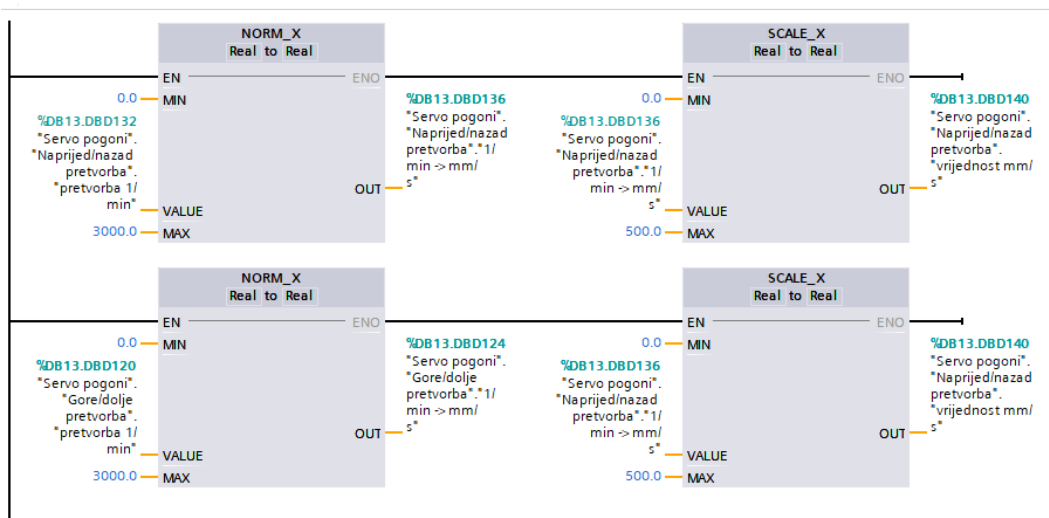 NORM_X
Real to Real
EN
ENO
0.0
MIN
%DB13.DBD132
"Servo pogoni".
"Naprijed/nazad
pretvorba".
"pretvorba 1/
min"
VALUE
3000.0
MAX
OUT
%DB13.DBD136
"Servo pogoni".
"Naprijed/nazad
pretvorba"."1/
min -> mm/
s"
SCALE_X
Real to Real
EN
ENO
0.0
MIN
%DB13.DBD136
"Servo pogoni".
"Naprijed/nazad
pretvorba"."1/
min -> mm/
s"
VALUE
500.0
MAX
OUT
%DB13.DBD140
"Servo pogoni".
"Naprijed/nazad
pretvorba".
"vrijednost mm/
s"
NORM_X
Real to Real
EN
ENO
0.0
MIN
%DB13.DBD120
"Servo pogoni".
"Gore/dolje
pretvorba".
"pretvorba 1/
min"
VALUE
3000.0
MAX
OUT
%DB13.DBD124
"Servo pogoni".
"Gore/dolje
pretvorba"."1/
min -> mm/
s"
SCALE_X
Real to Real
EN
ENO
0.0
MIN
%DB13.DBD136
"Servo pogoni".
"Naprijed/nazad
pretvorba"."1/
min -> mm/
s"
VALUE
500.0
MAX
OUT
%DB13.DBD140
"Servo pogoni".
"Naprijed/nazad
pretvorba".
"vrijednost mm/
s"